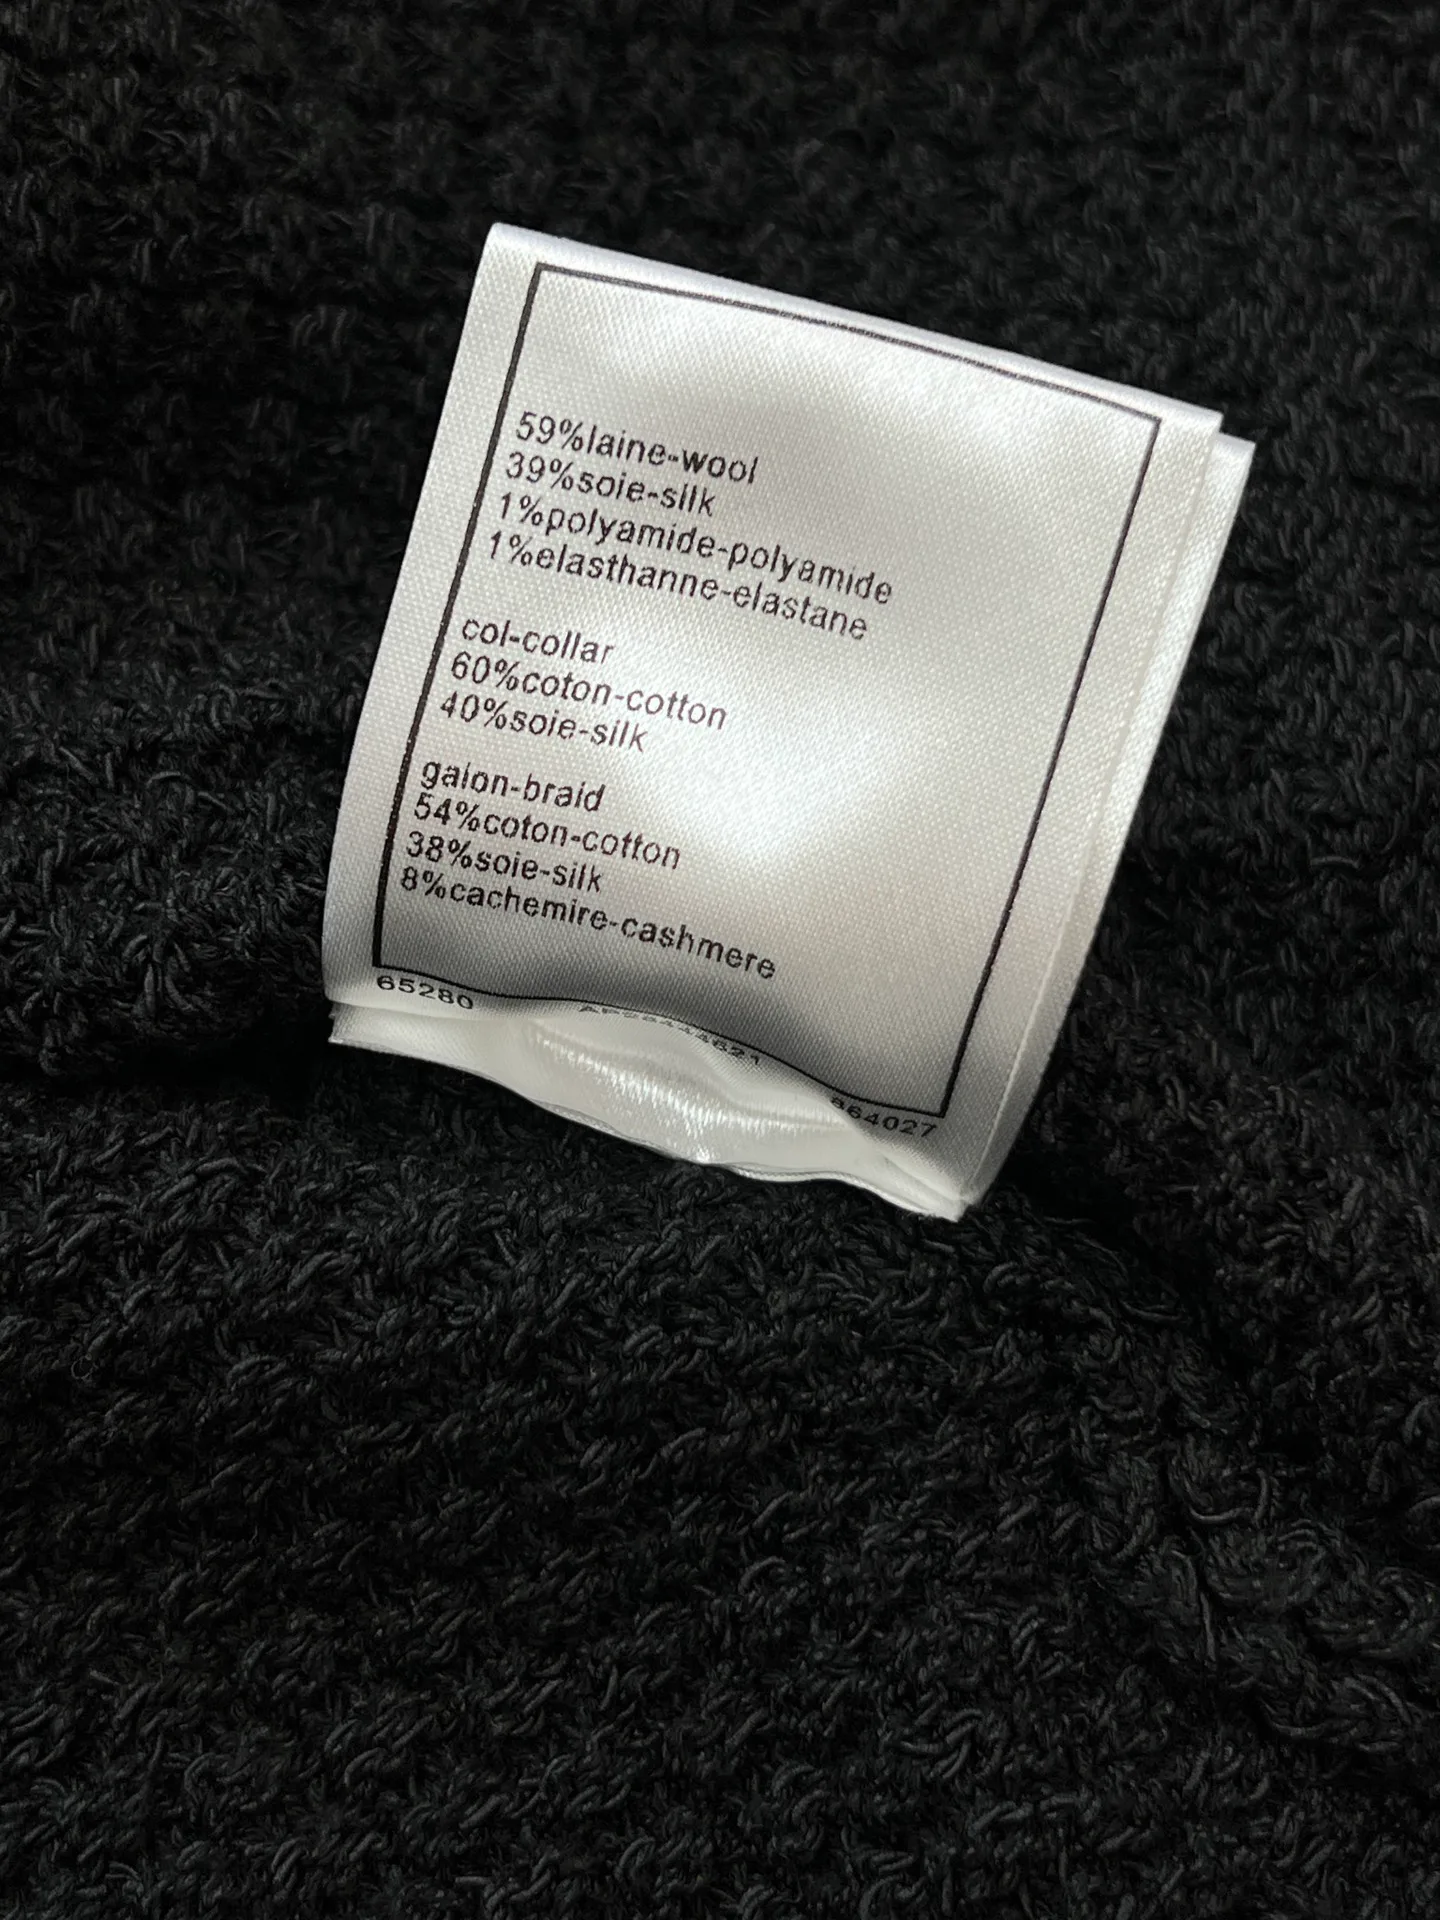 59%laine-wool
39%soie-silk
1%polyamide-polyamide
1%elasthanne-elastane
col-collar
60%coton-cotton
40%soie-silk
galon-braid
54%coton-cotton
38%soie-silk
8%cachemire-cashmere
65280